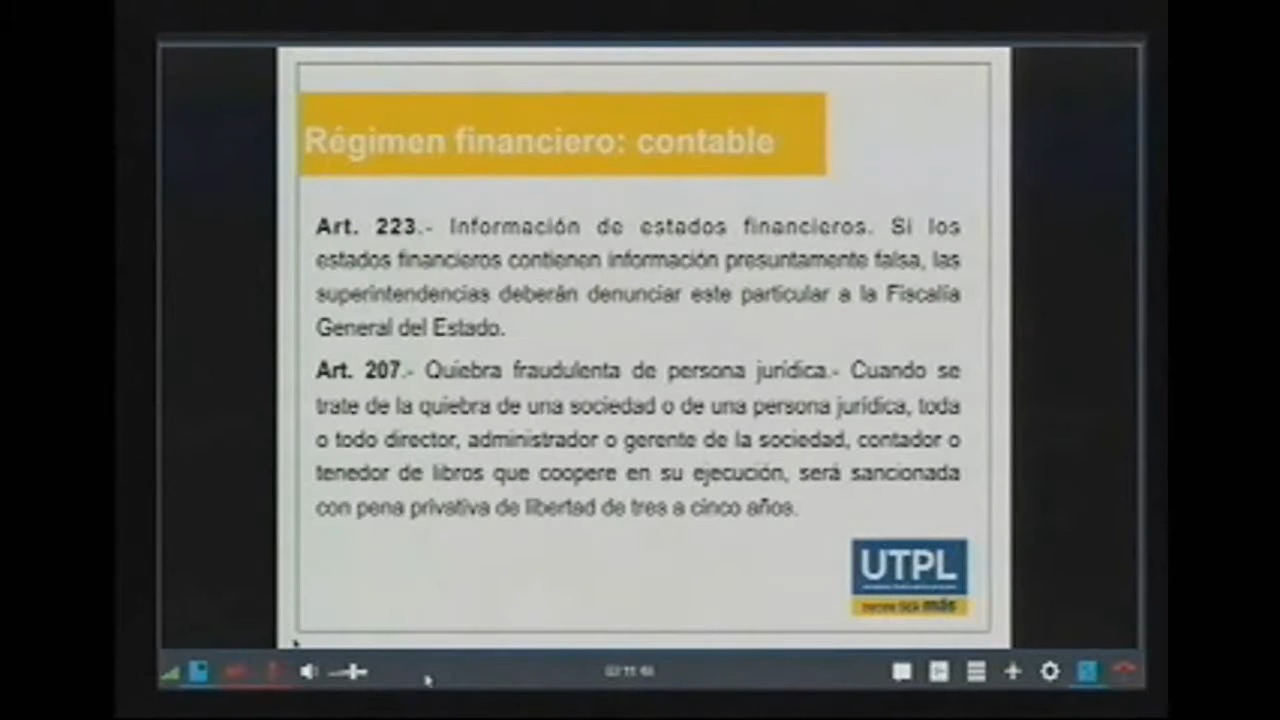 Régimen financiero: contable
Art. 223.- Información de estados financieros. Si los
estados financieros contienen información presuntamente falsa, las
superintendencias deberán denunciar este particular a la Fiscalía
General del Estado.
Art. 207.- Quiebra fraudulenta de persona jurídica.- Cuando se
trate de la quiebra de una sociedad o de una persona jurídica, toda
o todo director, administrador o gerente de la sociedad, contador o
tenedor de libros que coopere en su ejecución, será sancionada
con pena privativa de libertad de tres a cinco años.
UTPL
más